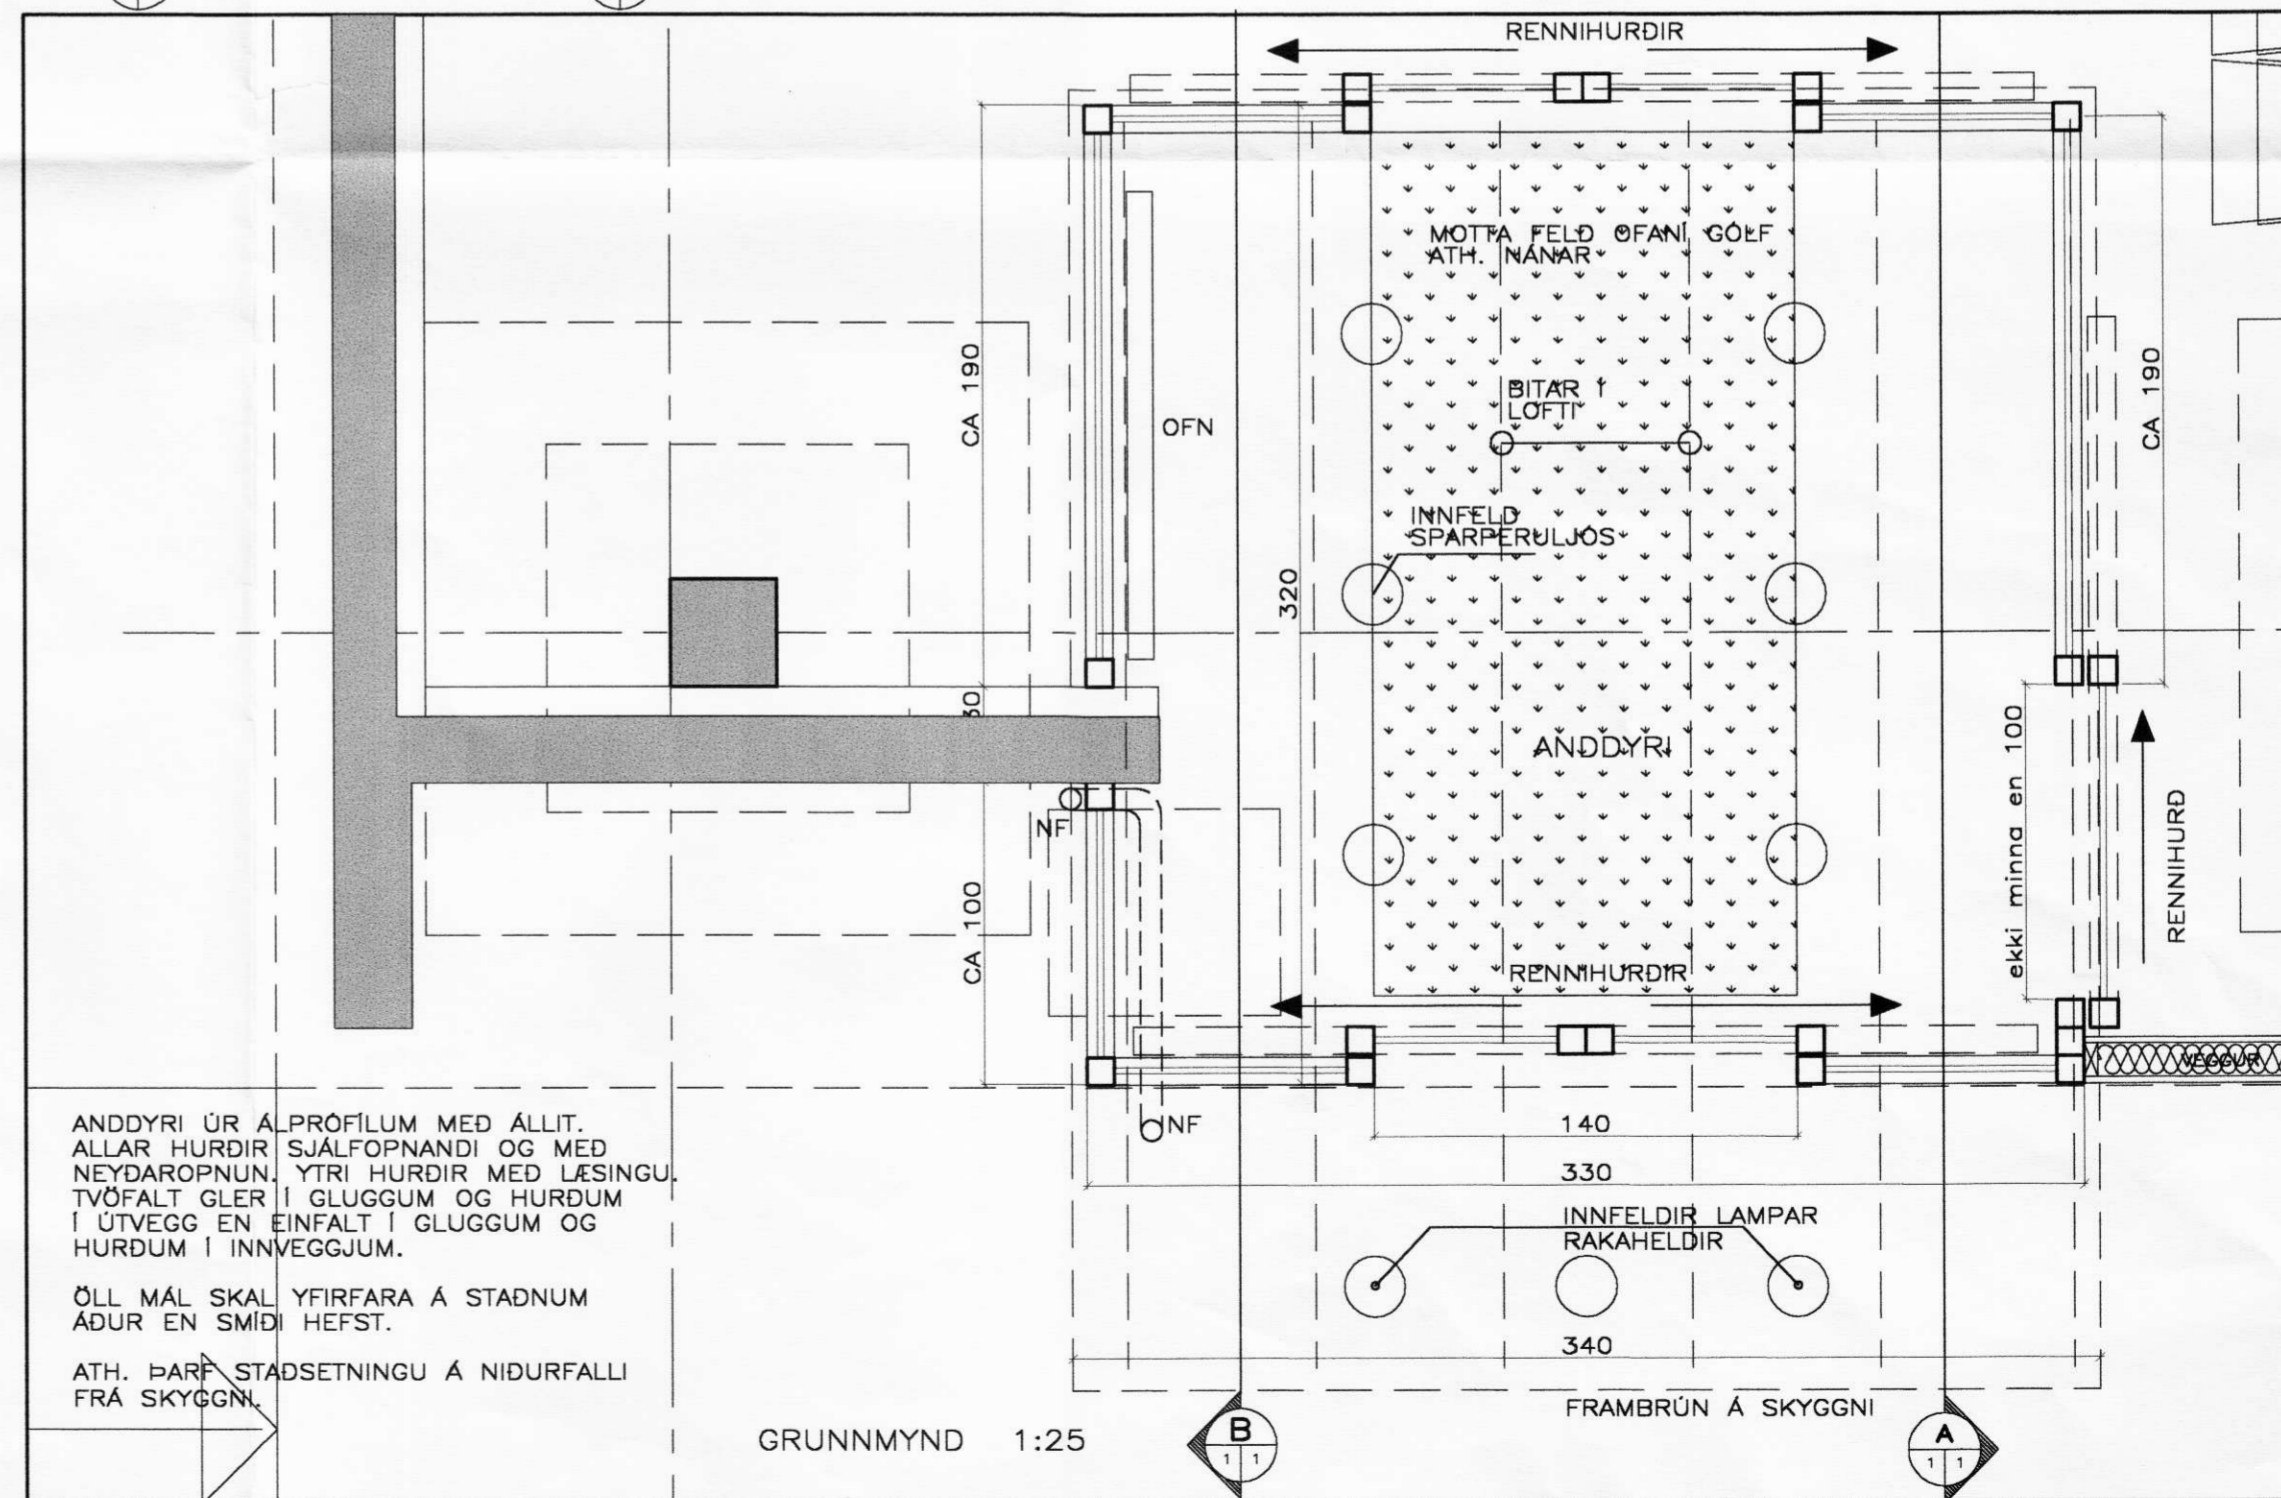 RENNIHURÐIR
MOTTA FELD OFANÍ GÓLF
ATH. NÁNAR
CA 190
OFN
BITAR Í
LOFTI
CA 190
INNFELD
SPARPERULJÓS
320
30
ANDDYRI
ekki minna en 100
RENNIHURÐ
NF
CA 100
RENNIHURÐIR
VEGGUR
NF
140
330
ANDDYRI ÚR ÁLPRÓFÍLUM MEÐ ÁLLIT.
ALLAR HURÐIR SJÁLFOPNANDI OG MEÐ
NEYÐAROPNUN. YTRI HURÐIR MEÐ LÆSINGU.
TVÖFALT GLER Í GLUGGUM OG HURÐUM
Í ÚTVEGG EN EINFALT Í GLUGGUM OG
HURÐUM Í INNVEGGJUM.
ÖLL MÁL SKAL YFIRFARA Á STAÐNUM
ÁÐUR EN SMÍÐI HEFST.
ATH. ÞARF STAÐSETNINGU Á NIÐURFALLI
FRÁ SKYGGNI.
INNFELDIR LAMPAR
RAKAHELDIR
340
FRAMBRÚN Á SKYGGNI
GRUNNMYND 1:25
B
1 1
A
1 1